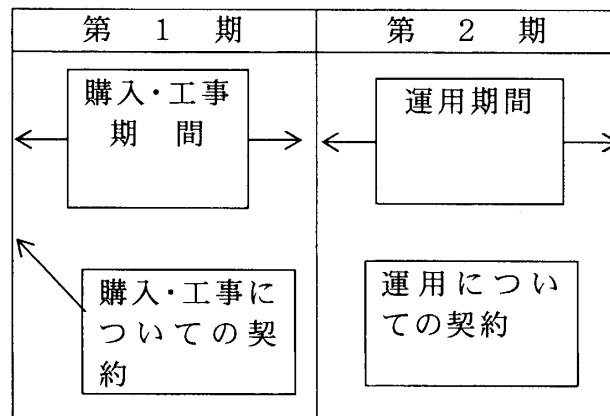 第 1 期
第 2 期
購入・工事
期 間
運用期間
購入・工事に
ついての契
約
運用につい
ての契約